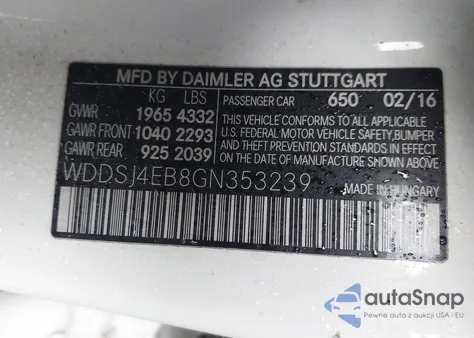 MFD BY DAIMLER AG STUTTGART
KG LBS PASSENGER CAR 650 02/16
GVWR 1965 4332
GAWR FRONT 1040 2293
GAWR REAR 925 2039
THIS VEHICLE CONFORMS TO ALL APPLICABLE
U.S. FEDERAL MOTOR VEHICLE SAFETY,BUMPER
AND THEFT PREVENTION STANDARDS IN EFFECT
ON THE DATE OF MANUFACTURE SHOWN ABOVE.
WDDSJ4EB8GN353239
MADE IN HUNGARY
autoSnap
Pewne auta z aukcji USA - EU